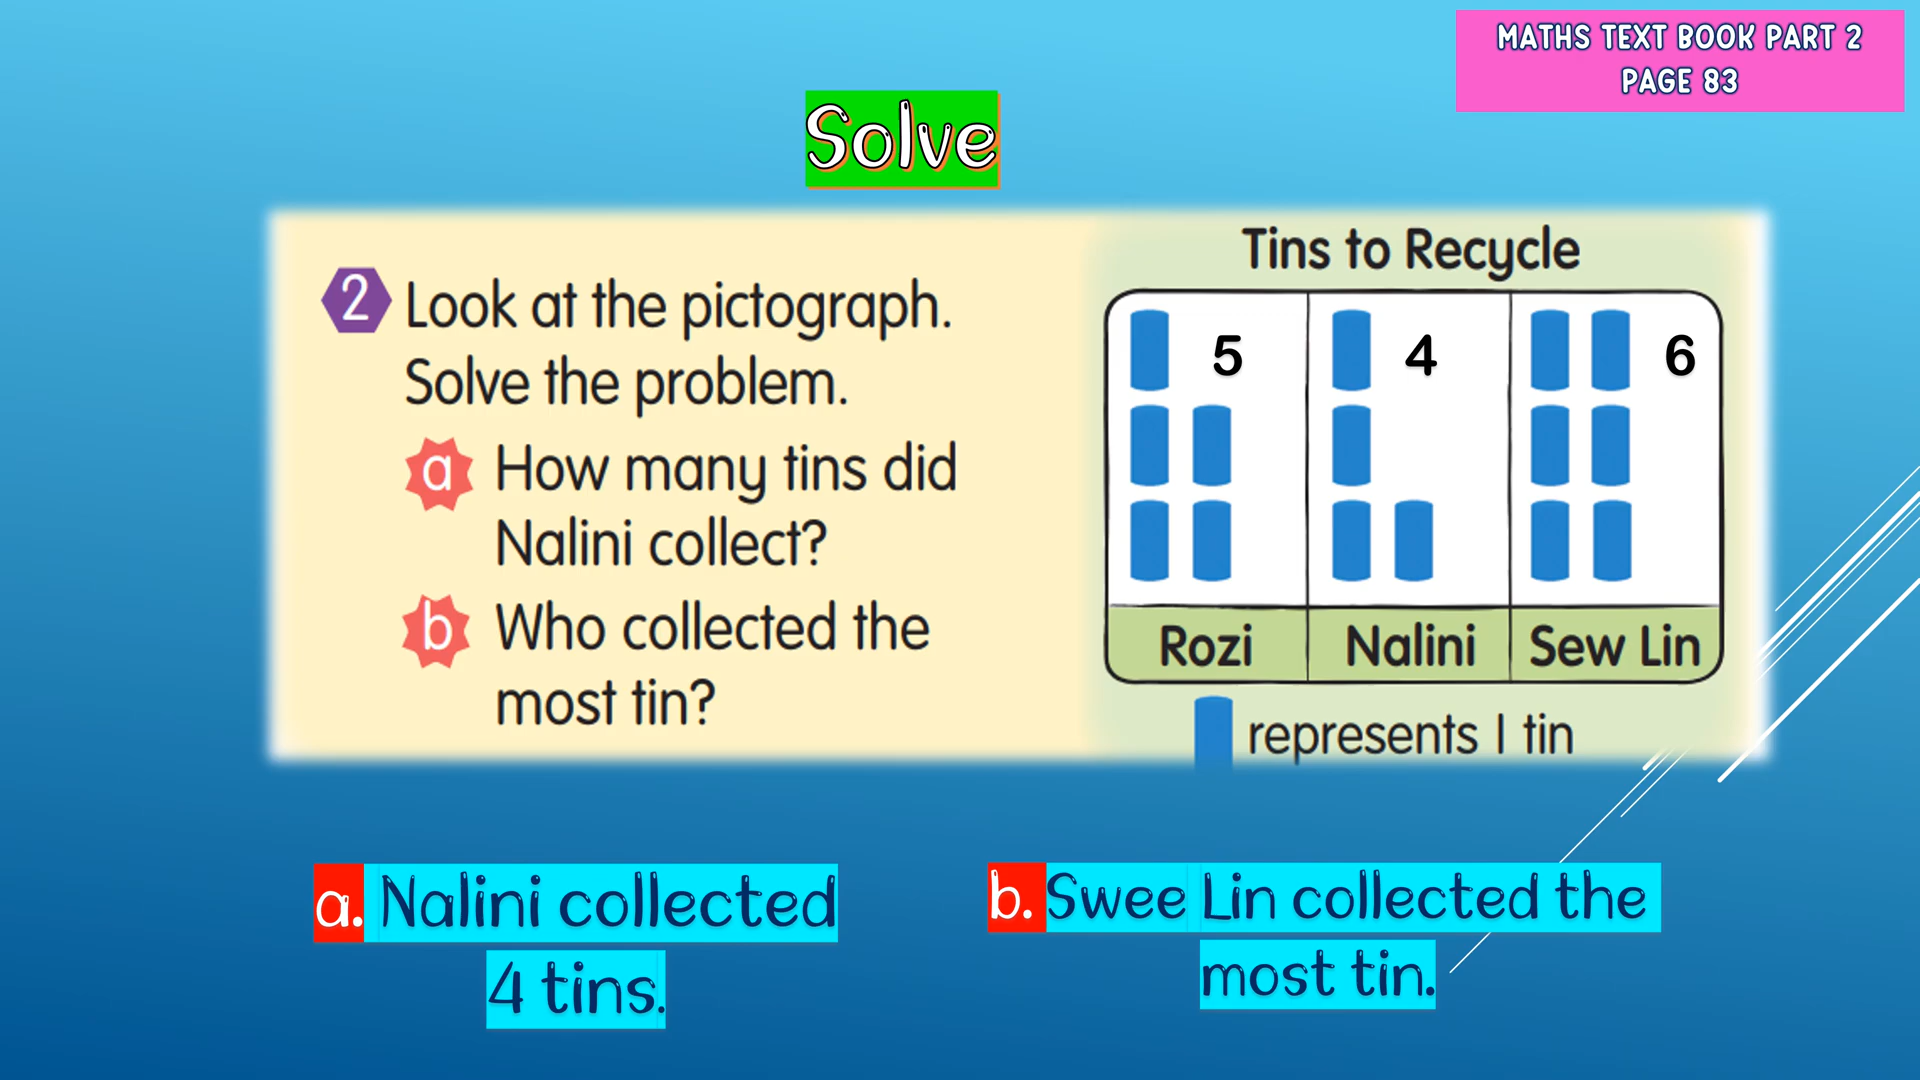 MATHS TEXT BOOK PART 2
PAGE 83
Solve
2 Look at the pictograph.
Solve the problem.
a How many tins did
Nalini collect?
b Who collected the
most tin?
Tins to Recycle
5 4 6
Rozi Nalini Sew Lin
represents 1 tin
a. Nalini collected
4 tins.
b. Swee Lin collected the
most tin.